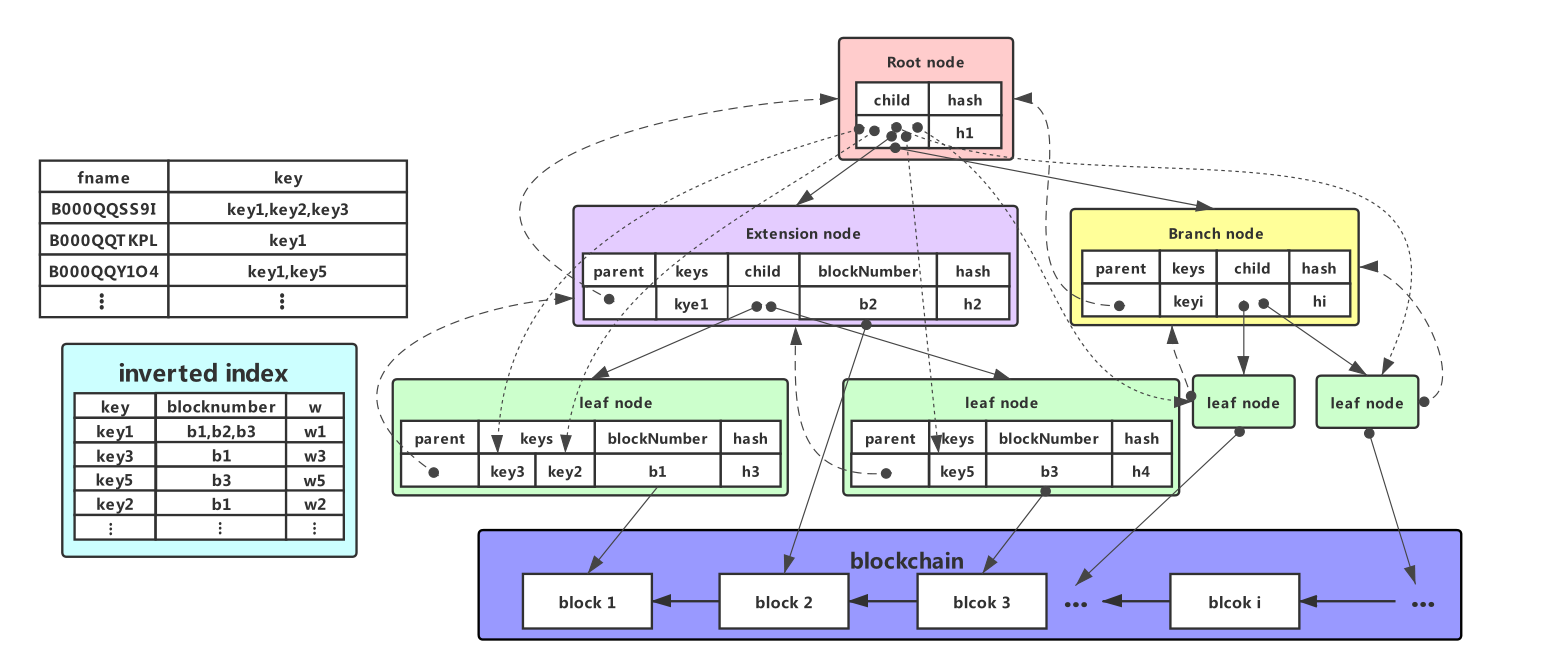 Root node
child hash
h1
fname key
B000QQSS9I key1,key2,key3
B000QQTKPL key1
B000QQY1O4 key1,key5
⋮ ⋮
Extension node
parent keys child blockNumber hash
kye1 b2 h2
Branch node
parent keys child hash
keyi hi
inverted index
key blocknumber w
key1 b1,b2,b3 w1
key3 b1 w3
key5 b3 w5
key2 b1 w2
⋮ ⋮ ⋮
leaf node
parent keys blockNumber hash
key3 key2 b1 h3
leaf node
parent keys blockNumber hash
key5 b3 h4
leaf node
leaf node
blockchain
block 1 block 2 blcok 3 ... blcok i ...